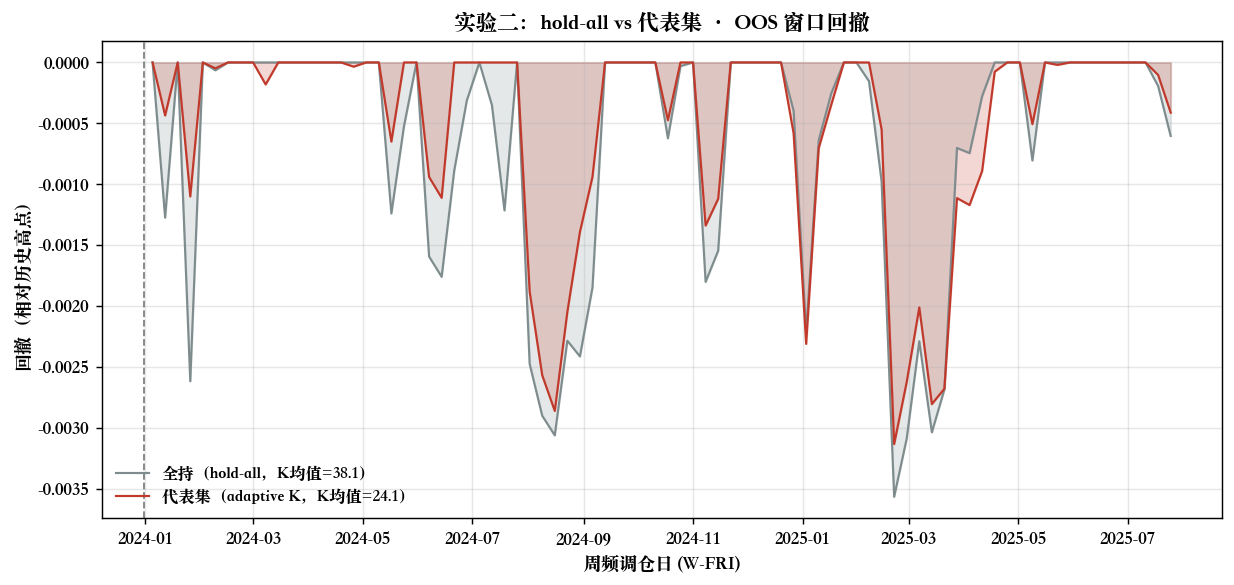 实验二：hold-all vs 代表集 · OOS 窗口回撤
回撤（相对历史高点）
0.0000
-0.0005
-0.0010
-0.0015
-0.0020
-0.0025
-0.0030
-0.0035
全持（hold-all，K均值=38.1）
代表集（adaptive K，K均值=24.1）
2024-01 2024-03 2024-05 2024-07 2024-09 2024-11 2025-01 2025-03 2025-05 2025-07
周频调仓日 (W-FRI)